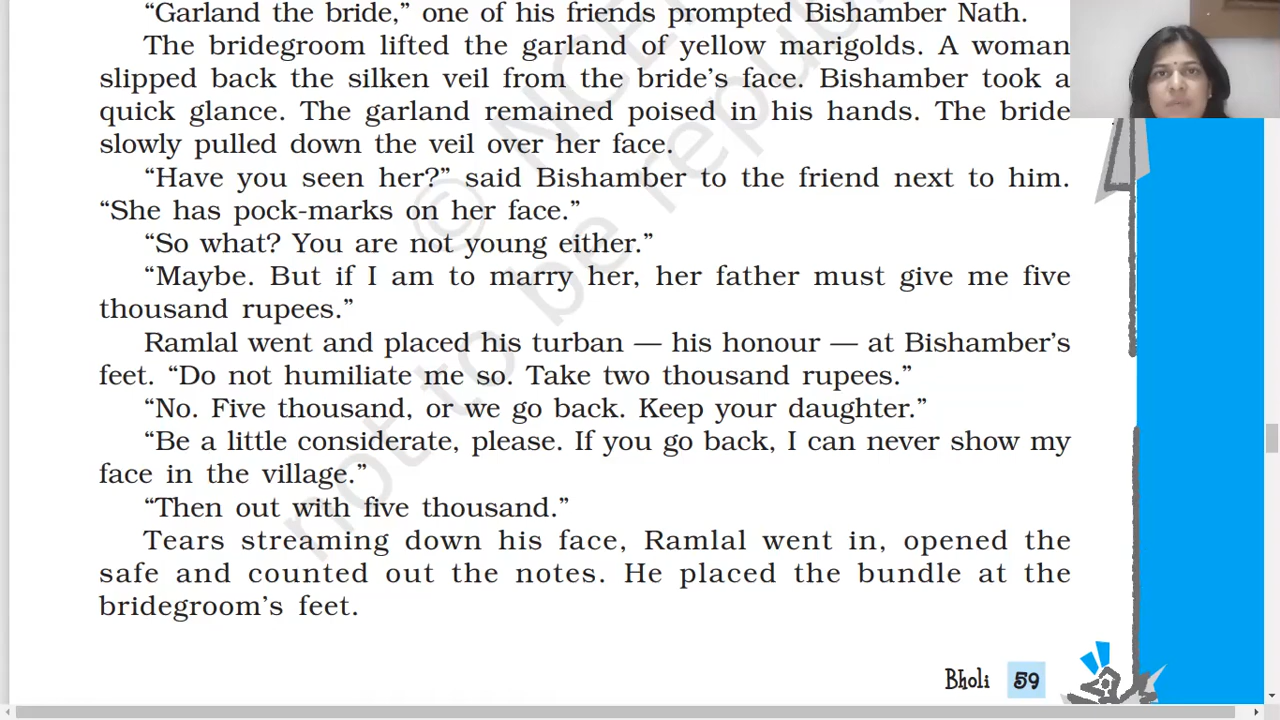 “Garland the bride,” one of his friends prompted Bishamber Nath.
The bridegroom lifted the garland of yellow marigolds. A woman
slipped back the silken veil from the bride’s face. Bishamber took a
quick glance. The garland remained poised in his hands. The bride
slowly pulled down the veil over her face.
“Have you seen her?” said Bishamber to the friend next to him.
“She has pock-marks on her face.”
“So what? You are not young either.”
“Maybe. But if I am to marry her, her father must give me five
thousand rupees.”
Ramlal went and placed his turban — his honour — at Bishamber’s
feet. “Do not humiliate me so. Take two thousand rupees.”
“No. Five thousand, or we go back. Keep your daughter.”
“Be a little considerate, please. If you go back, I can never show my
face in the village.”
“Then out with five thousand.”
Tears streaming down his face, Ramlal went in, opened the
safe and counted out the notes. He placed the bundle at the
bridegroom’s feet.
Bholi 59
© NCE
not to be repu